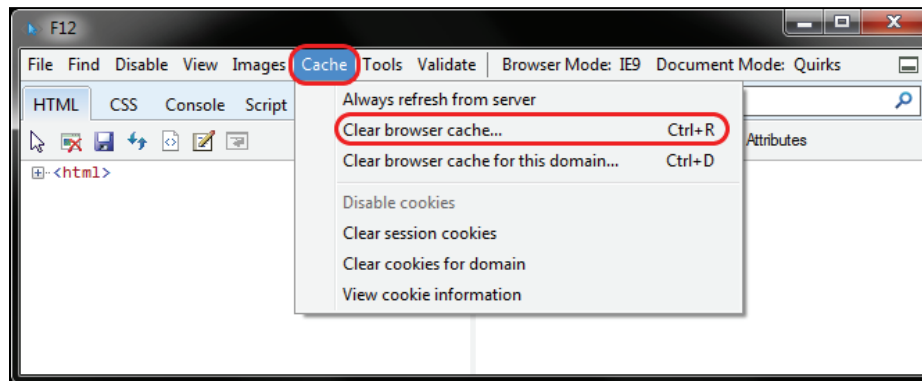 F12
File Find Disable View Images Cache Tools Validate Browser Mode: IE9 Document Mode: Quirks
HTML CSS Console Script
Always refresh from server
Clear browser cache... Ctrl+R
Attributes
Clear browser cache for this domain... Ctrl+D
<html>
Disable cookies
Clear session cookies
Clear cookies for domain
View cookie information